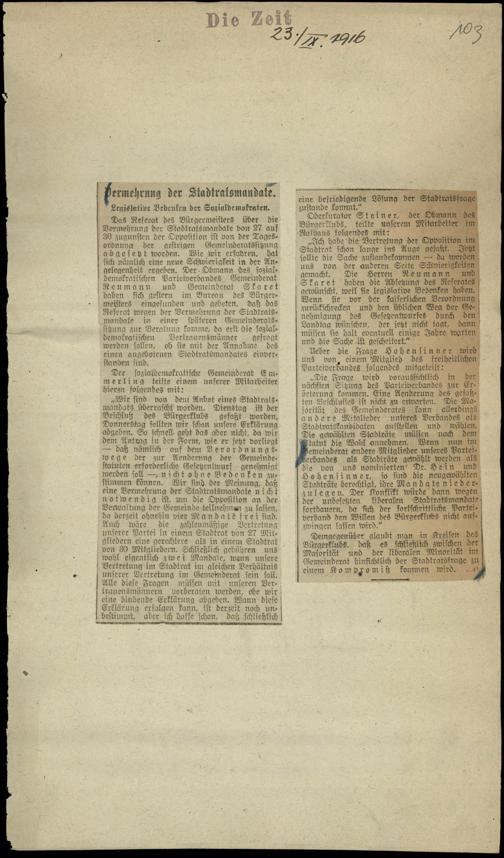 Die Zeit
23./IX. 1916
103
Vermehrung der Stadtratsmandate.
Legislative Bedenken der Sozialdemokraten.
Das Referat des Bürgermeisters über die
Vermehrung der Stadtratsmandate von 27 auf
30 zugunsten der Opposition ist von der Tages-
ordnung der gestrigen Gemeinderatssitzung
abgesetzt worden. Wie wir erfahren, hat
sich nämlich eine neue Schwierigkeit in der An-
gelegenheit ergeben. Der Obmann des sozial-
demokratischen Parteiverbandes Gemeinderat
Reumann und Gemeinderat Skaret
haben sich gestern im Bureau des Bürger-
meisters eingefunden und gebeten, daß das
Referat wegen der Vermehrung der Stadtrats-
mandate in einer späteren Gemeinderats-
sitzung zur Beratung komme, da erst die sozial-
demokratischen Vertrauensmänner gefragt
werden sollen, ob sie mit der Annahme des
einen angebotenen Stadtratsmandates einver-
standen sind.
Der sozialdemokratische Gemeinderat Em-
merling teilte einem unserer Mitarbeiter
hierzu folgendes mit:
„Wir sind von dem Anbot eines Stadtrats-
mandats überrascht worden. Dienstag ist der
Beschluß des Bürgerklub gefaßt worden,
Donnerstag sollten wir schon unsere Erklärung
abgeben. So schnell geht das aber nicht, da wir
dem Antrag in der Form, wie er jetzt vorliegt
— daß nämlich auf dem Verordnungs-
wege der zur Aenderung der Gemeinde-
statuten erforderliche Gesetzentwurf genehmigt
werden soll —, nicht ohne Bedenken zu-
stimmen können. Wir sind der Meinung, daß
eine Vermehrung der Stadtratsmandate nicht
notwendig ist, um die Opposition an der
Verwaltung der Gemeinde teilnehmen zu lassen,
da derzeit ohnehin vier Mandate frei sind.
Auch wäre die zahlenmäßige Vertretung
unserer Partei in einem Stadtrat von 27 Mit-
gliedern eine gerechtere als in einem Stadtrat
von 30 Mitgliedern. Schließlich gebühren uns
wohl eigentlich zwei Mandate, wenn unsere
Vertretung im Stadtrat im gleichen Verhältnis
unserer Vertretung im Gemeinderat sein soll.
Alle diese Fragen müssen mit unseren Ver-
trauensmännern vorberaten werden, ehe wir
eine bindende Erklärung abgeben. Wann diese
Erklärung erfolgen kann, ist derzeit noch un-
bestimmt, aber ich hoffe schon, daß schließlich
eine befriedigende Lösung der Stadtratsfrage
zustande kommt.“
Oberkurator Steiner, der Obmann des
Bürgerklubs, teilte unserem Mitarbeiter im
Rathaus folgendes mit:
„Ich habe die Vertretung der Opposition im
Stadtrat schon lange ins Auge gefaßt. Jetzt
sollte die Sache zustandekommen — da werden
uns von der anderen Seite Schwierigkeiten
gemacht. Die Herren Reumann und
Skaret haben die Absetzung des Referates
gewünscht, weil sie legislative Bedenken haben.
Wenn sie vor der kaiserlichen Verordnung
zurückschrecken und den üblichen Weg der Ge-
nehmigung des Gesetzentwurfes durch den
Landtag wünschen, der jetzt nicht tagt, dann
müssen sie halt eventuell einige Jahre warten
und die Sache ist gescheitert.“
Ueber die Frage Hohensinner wird
uns von einem Mitglied des freiheitlichen
Parteiverbandes folgendes mitgeteilt:
„Die Frage wird voraussichtlich in der
nächsten Sitzung des Parteiverbandes zur Er-
örterung kommen. Eine Aenderung des gefaß-
ten Beschlusses ist nicht zu erwarten. Die Ma-
jorität des Gemeinderates kann allerdings
andere Mitglieder unseres Verbandes als
Stadtratskandidaten aufstellen und wählen.
Die gewählten Stadträte müssen nach dem
Statut die Wahl annehmen. Wenn nun im
Gemeinderat andere Mitglieder unseres Partei-
verbandes als Stadträte gewählt werden als
die von uns nominierten Dr. Hein und
Hohensinner, so sind die neugewählten
Stadträte berechtigt, ihre Mandate nieder-
zulegen. Der Konflikt würde dann wegen
der unbesetzten liberalen Stadtratsmandate
fortdauern, da sich der fortschrittliche Partei-
verband den Willen des Bürgerklubs nicht auf-
zwingen lassen wird.“
Demgegenüber glaubt man in Kreisen des
Bürgerklubs, daß es schließlich zwischen der
Majorität und der liberalen Minorität im
Gemeinderat hinsichtlich der Stadtratsfrage zu
einem Kompromiß kommen wird.